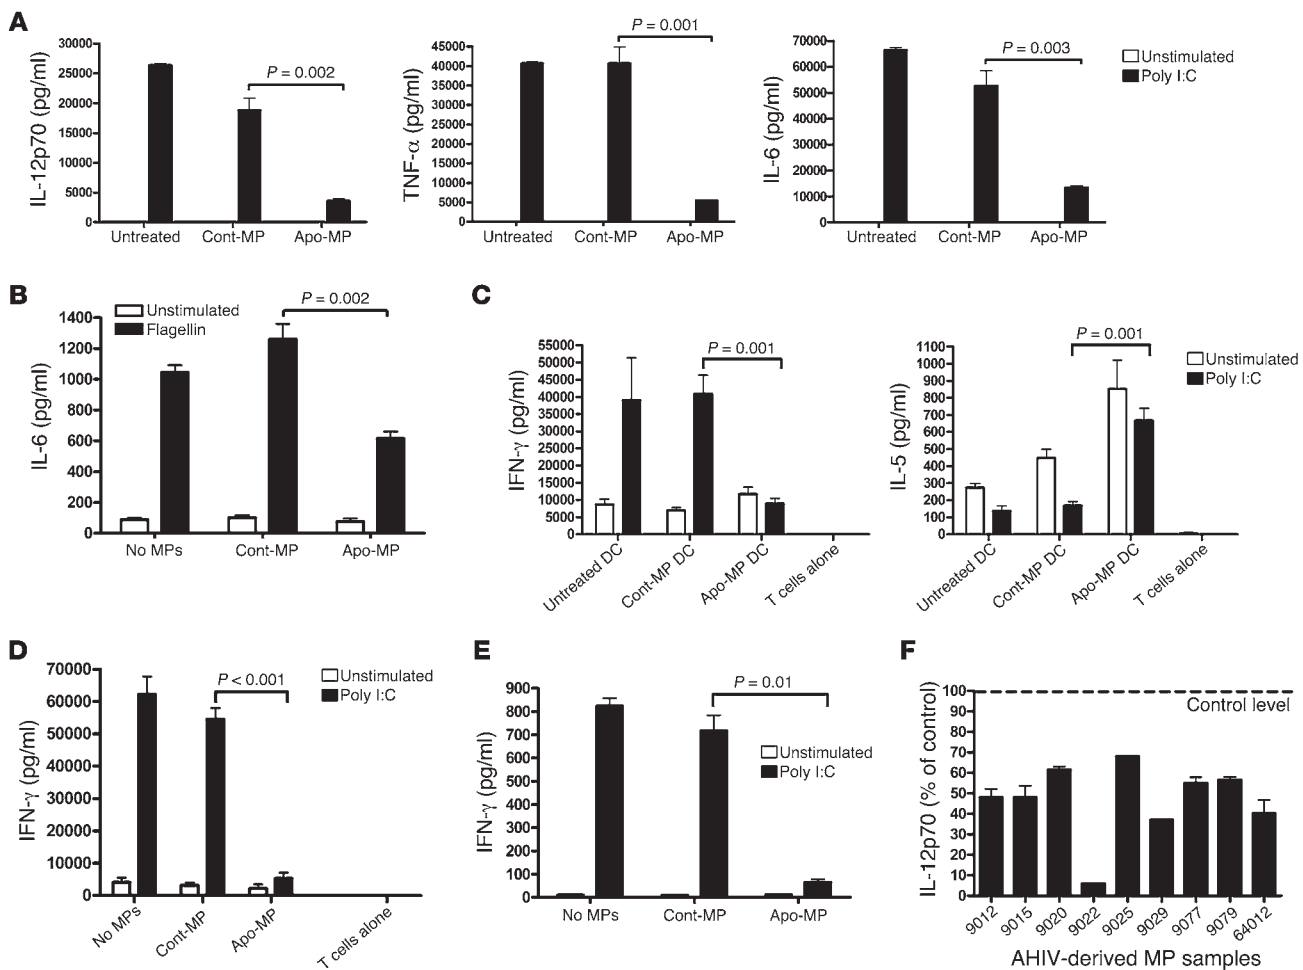 A
IL-12p70 (pg/ml)
30000
25000
20000
15000
10000
5000
0
P = 0.002
Untreated Cont-MP Apo-MP
TNF-α (pg/ml)
45000
40000
35000
30000
25000
20000
15000
10000
5000
0
P = 0.001
Untreated Cont-MP Apo-MP
IL-6 (pg/ml)
70000
60000
50000
40000
30000
20000
10000
0
P = 0.003
Untreated Cont-MP Apo-MP
Unstimulated
Poly I:C
B
IL-6 (pg/ml)
1400
1200
1000
800
600
400
200
0
Unstimulated
Flagellin
P = 0.002
No MPs Cont-MP Apo-MP
C
IFN-γ (pg/ml)
55000
50000
45000
40000
35000
30000
25000
20000
15000
10000
5000
0
P = 0.001
Untreated DC
Cont-MP DC
Apo-MP DC
T cells alone
IL-5 (pg/ml)
1100
1000
900
800
700
600
500
400
300
200
100
0
P = 0.001
Unstimulated
Poly I:C
Untreated DC
Cont-MP DC
Apo-MP DC
T cells alone
D
IFN-γ (pg/ml)
70000
60000
50000
40000
30000
20000
10000
0
P < 0.001
Unstimulated
Poly I:C
No MPs
Cont-MP
Apo-MP
T cells alone
E
IFN-γ (pg/ml)
900
800
700
600
500
400
300
200
100
0
P = 0.01
Unstimulated
Poly I:C
No MPs Cont-MP Apo-MP
F
IL-12p70 (% of control)
100
90
80
70
60
50
40
30
20
10
0
Control level
9012
9015
9020
9022
9025
9029
9077
9079
64012
AHIV-derived MP samples